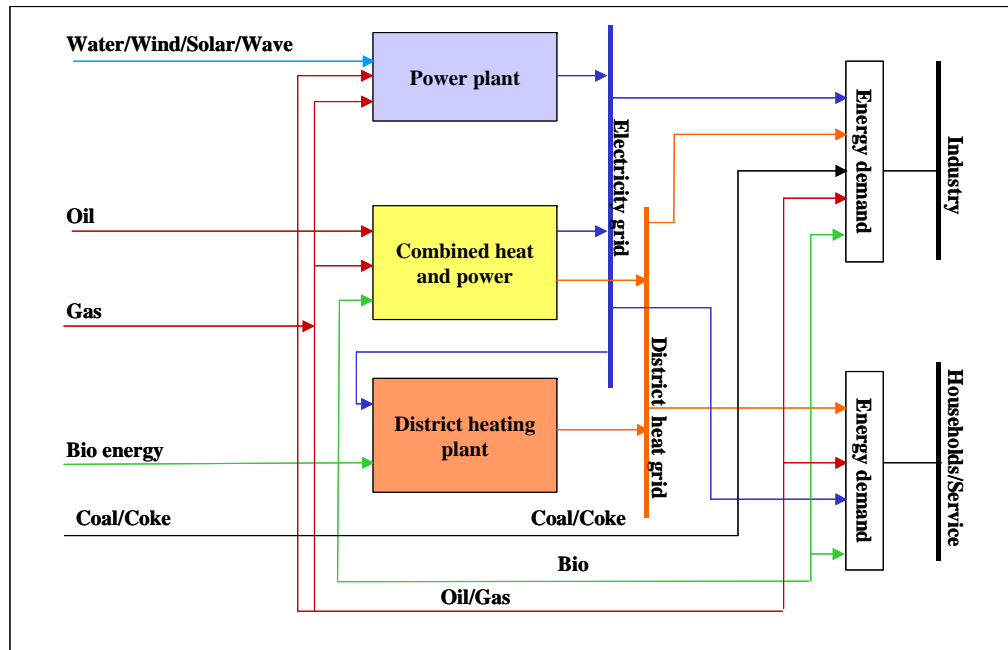 Water/Wind/Solar/Wave
Power plant
Electricity grid
Energy demand
Industry
Oil
Combined heat
and power
Gas
District heat grid
District heating
plant
Bio energy
Energy demand
Households/Service
Coal/Coke
Coal/Coke
Bio
Oil/Gas